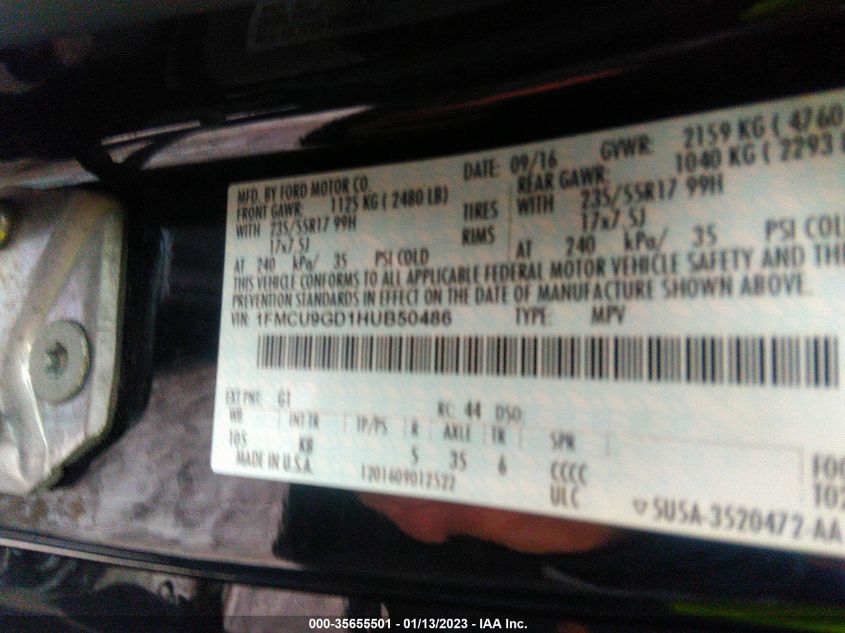 MFD. BY FORD MOTOR CO. DATE: 09/16 GVWR: 2159 KG ( 4760
FRONT GAWR: 1125 KG ( 2480 LB) REAR GAWR: 1040 KG ( 2293
WITH 235/55R17 99H TIRES WITH 235/55R17 99H
17x7 SJ RIMS 17x7 SJ
AT 240 kPa/ 35 PSI COLD AT 240 kPa/ 35 PSI COL
THIS VEHICLE CONFORMS TO ALL APPLICABLE FEDERAL MOTOR VEHICLE SAFETY AND THE
PREVENTION STANDARDS IN EFFECT ON THE DATE OF MANUFACTURE SHOWN ABOVE.
VIN: 1FMCU9GD1HUB50486 TYPE: MPV
EXT PNT: G1 RC: 44 DSO:
WB INT TR TP/PS R AXLE TR SPR
105 KB 5 35 6 CCCC
MADE IN U.S.A. 1201609012522 ULC
5U5A-3520472-AA
000-35655501 - 01/13/2023 - IAA Inc.